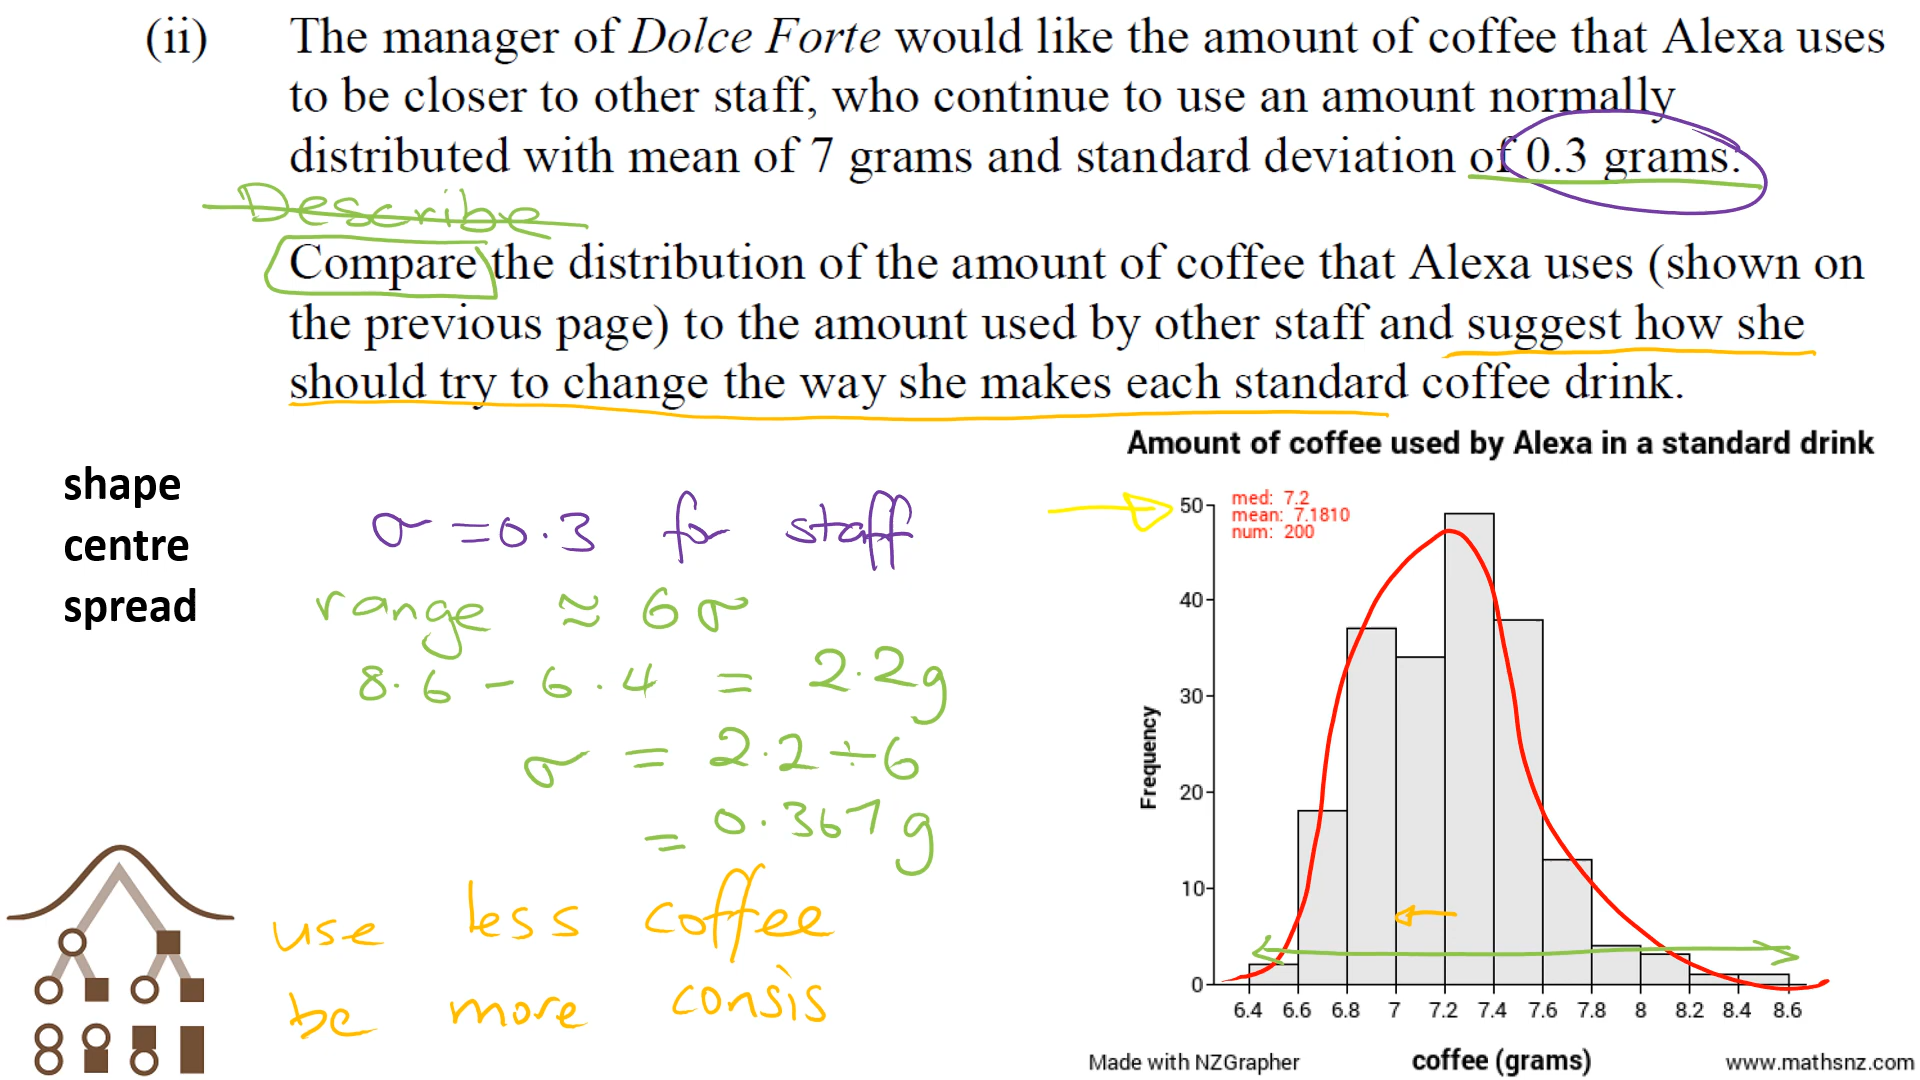 (ii) The manager of Dolce Forte would like the amount of coffee that Alexa uses
to be closer to other staff, who continue to use an amount normally
distributed with mean of 7 grams and standard deviation of 0.3 grams.
Describe
Compare the distribution of the amount of coffee that Alexa uses (shown on
the previous page) to the amount used by other staff and suggest how she
should try to change the way she makes each standard coffee drink.
shape
centre
spread
σ = 0.3 for staff
range ≈ 6σ
8.6 - 6.4 = 2.2g
σ = 2.2 ÷ 6
= 0.367 g
use less coffee
be more consis
Amount of coffee used by Alexa in a standard drink
med: 7.2
mean: 7.1810
num: 200
50
40
30
20
10
0
Frequency
6.4 6.6 6.8 7 7.2 7.4 7.6 7.8 8 8.2 8.4 8.6
Made with NZGrapher coffee (grams) www.mathsnz.com